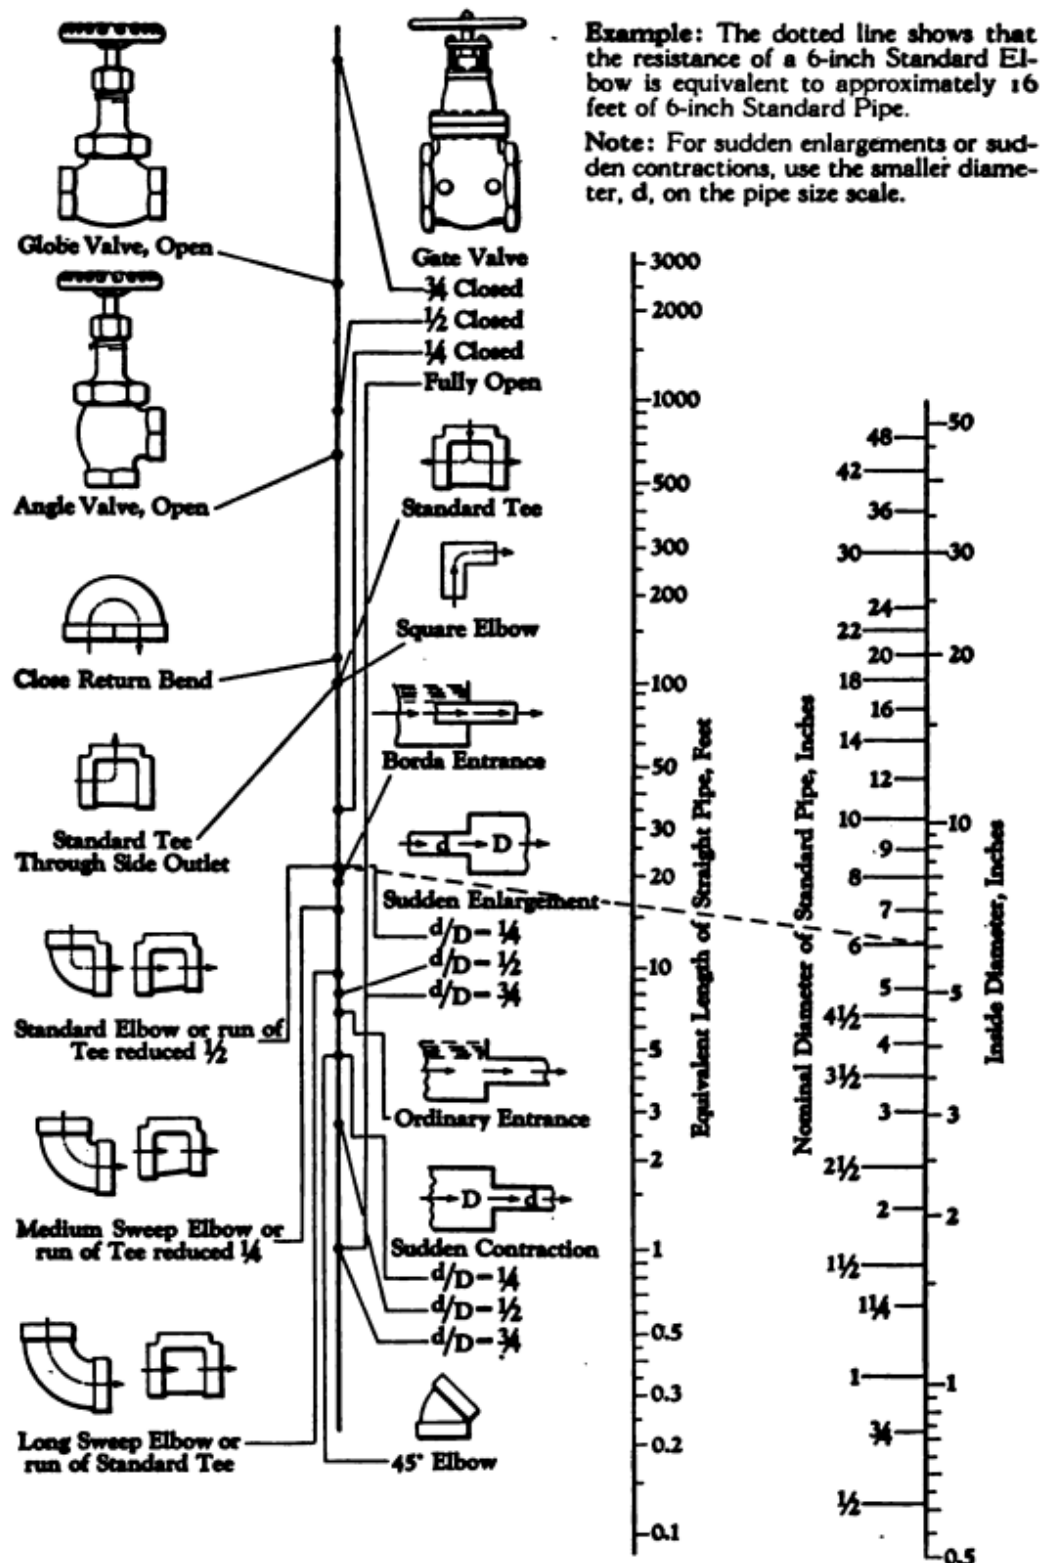 Example: The dotted line shows that
the resistance of a 6-inch Standard El-
bow is equivalent to approximately 16
feet of 6-inch Standard Pipe.
Note: For sudden enlargements or sud-
den contractions, use the smaller diame-
ter, d, on the pipe size scale.
Globe Valve, Open
Angle Valve, Open
Close Return Bend
Standard Tee
Through Side Outlet
Standard Elbow or run of
Tee reduced ½
Medium Sweep Elbow or
run of Tee reduced ¼
Long Sweep Elbow or
run of Standard Tee
Gate Valve
¾ Closed
½ Closed
¼ Closed
Fully Open
Standard Tee
Square Elbow
Borda Entrance
d D
Sudden Enlargement
d/D=¼
d/D=½
d/D=¾
Ordinary Entrance
D d
Sudden Contraction
d/D=¼
d/D=½
d/D=¾
45° Elbow
3000
2000
1000
500
300
200
100
50
30
20
10
5
3
2
1
0.5
0.3
0.2
0.1
Equivalent Length of Straight Pipe, Feet
Nominal Diameter of Standard Pipe, Inches
48
42
36
30
24
22
20
18
16
14
12
10
9
8
7
6
5
4½
4
3½
3
2½
2
1½
1¼
1
¾
½
50
30
20
10
5
3
2
1
0.5
Inside Diameter, Inches